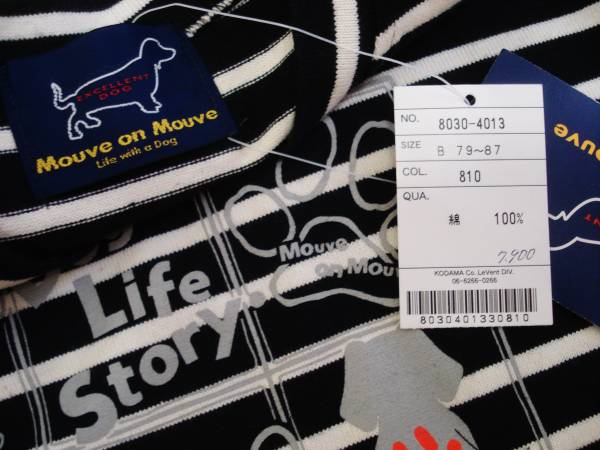 EXCELLENT
DOG
Mouve on Mouve
Life with a Dog
Life
Story.
Mouve
on Mouve
NO. 8030-4013
SIZE B 79~87
COL. 810
QUA.
綿 100%
7,900
KODAMA Co. LeVent DIV.
06-6266-0266
8030401330810
Mouve